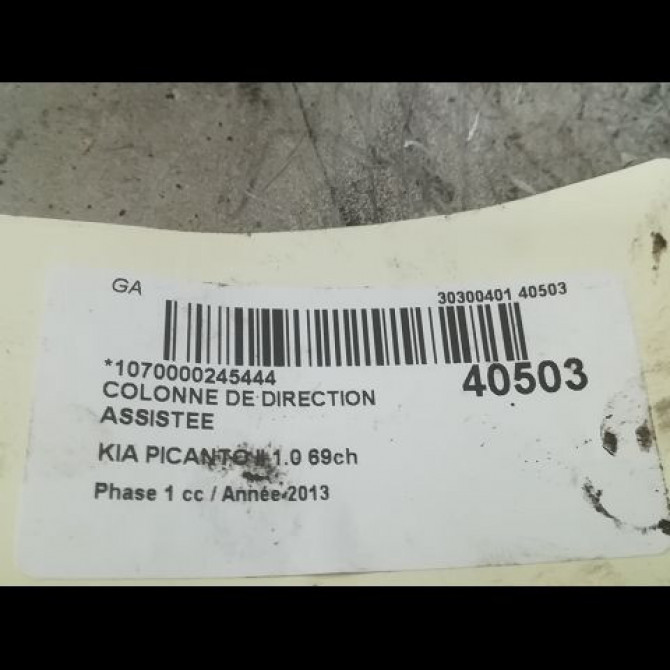 GA
30300401 40503
*1070000245444
40503
COLONNE DE DIRECTION
ASSISTEE
KIA PICANTO II 1.0 69ch
Phase 1 cc / Année 2013